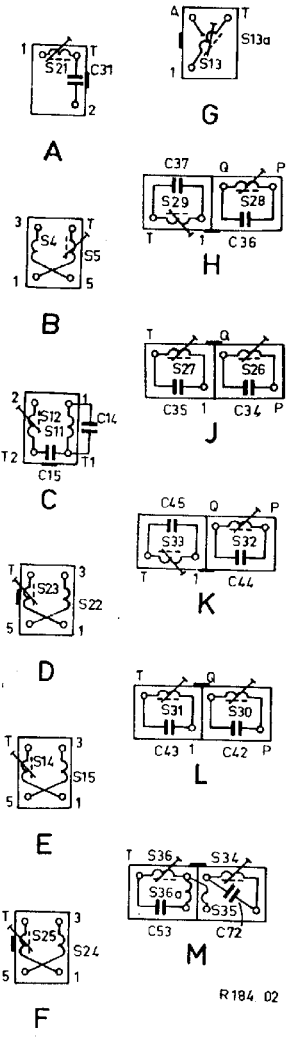 1 T
S21 C31
2
A
3 T
S4 S5
1 5
B
2 1
S12 C14
S11
T2 T1
C15
C
T 3
S23 S22
5 1
D
T 3
S14 S15
5 1
E
T 3
S25 S24
5 1
F
A T
S13a
S13
1
G
C37 Q P
S29 S28
T 1 C36
H
T Q
S27 S26
C35 1 C34 P
J
C45 Q P
S33 S32
T 1 C44
K
T Q
S31 S30
C43 1 C42 P
L
T S36 S34
S36a S35
C53 C72
M
R184 02